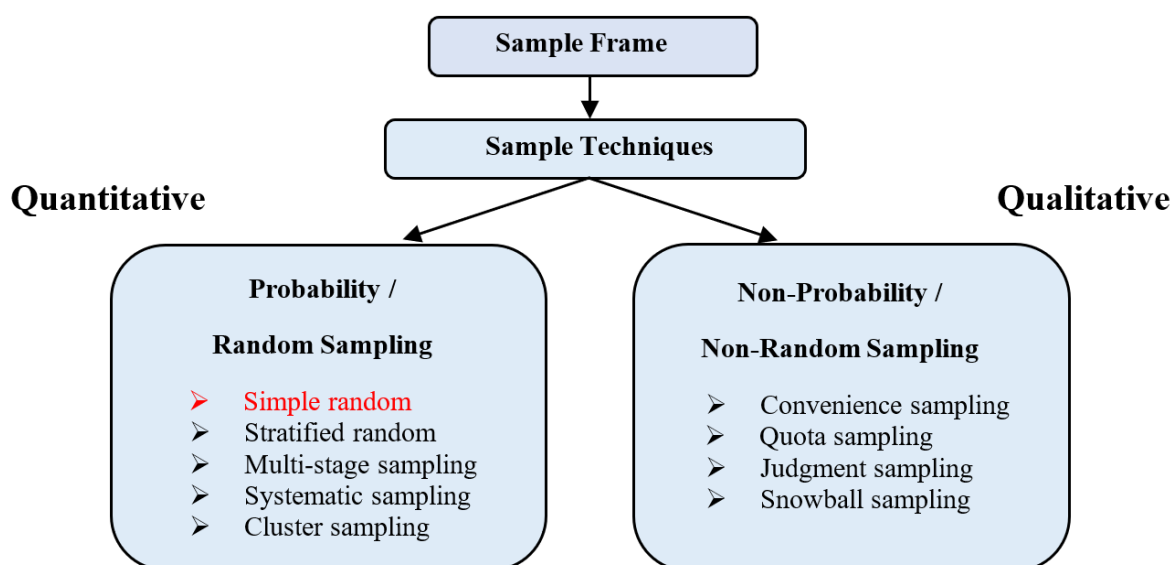 Sample Frame
Sample Techniques
Quantitative
Qualitative
Probability /
Random Sampling
➢ Simple random
➢ Stratified random
➢ Multi-stage sampling
➢ Systematic sampling
➢ Cluster sampling
Non-Probability /
Non-Random Sampling
➢ Convenience sampling
➢ Quota sampling
➢ Judgment sampling
➢ Snowball sampling